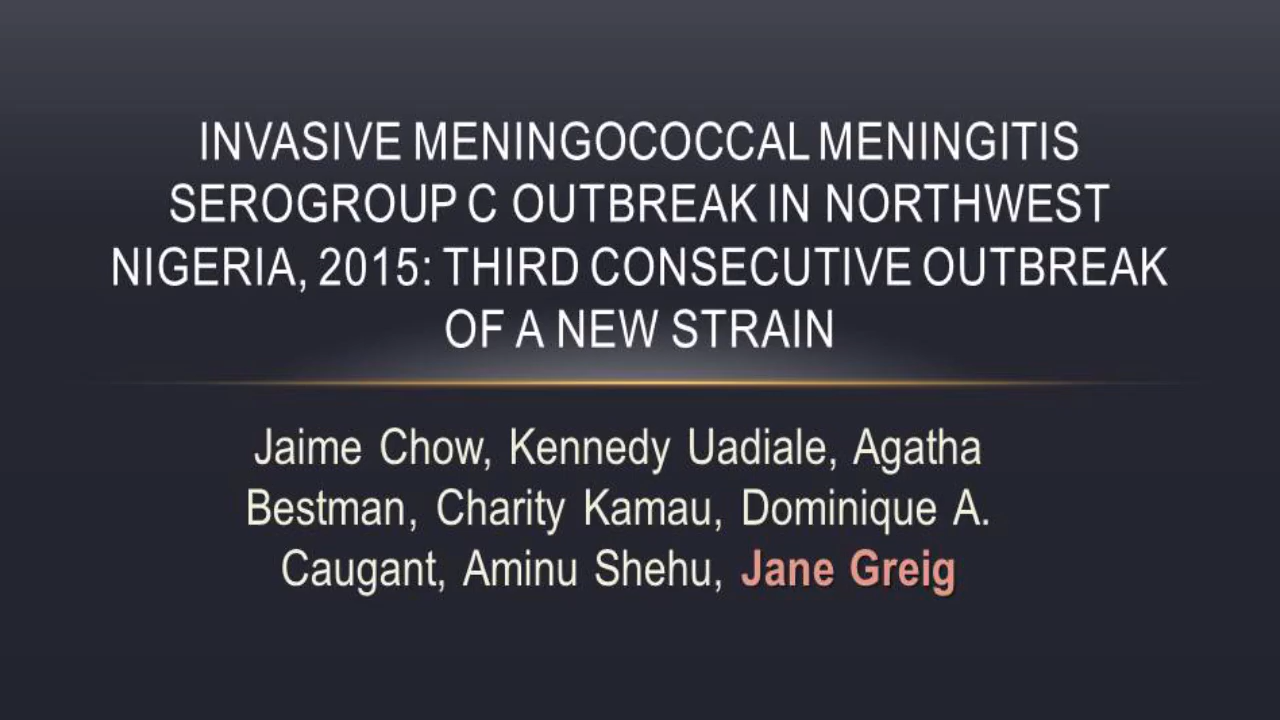 INVASIVE MENINGOCOCCAL MENINGITIS
SEROGROUP C OUTBREAK IN NORTHWEST
NIGERIA, 2015: THIRD CONSECUTIVE OUTBREAK
OF A NEW STRAIN
Jaime Chow, Kennedy Uadiale, Agatha
Bestman, Charity Kamau, Dominique A.
Caugant, Aminu Shehu, Jane Greig